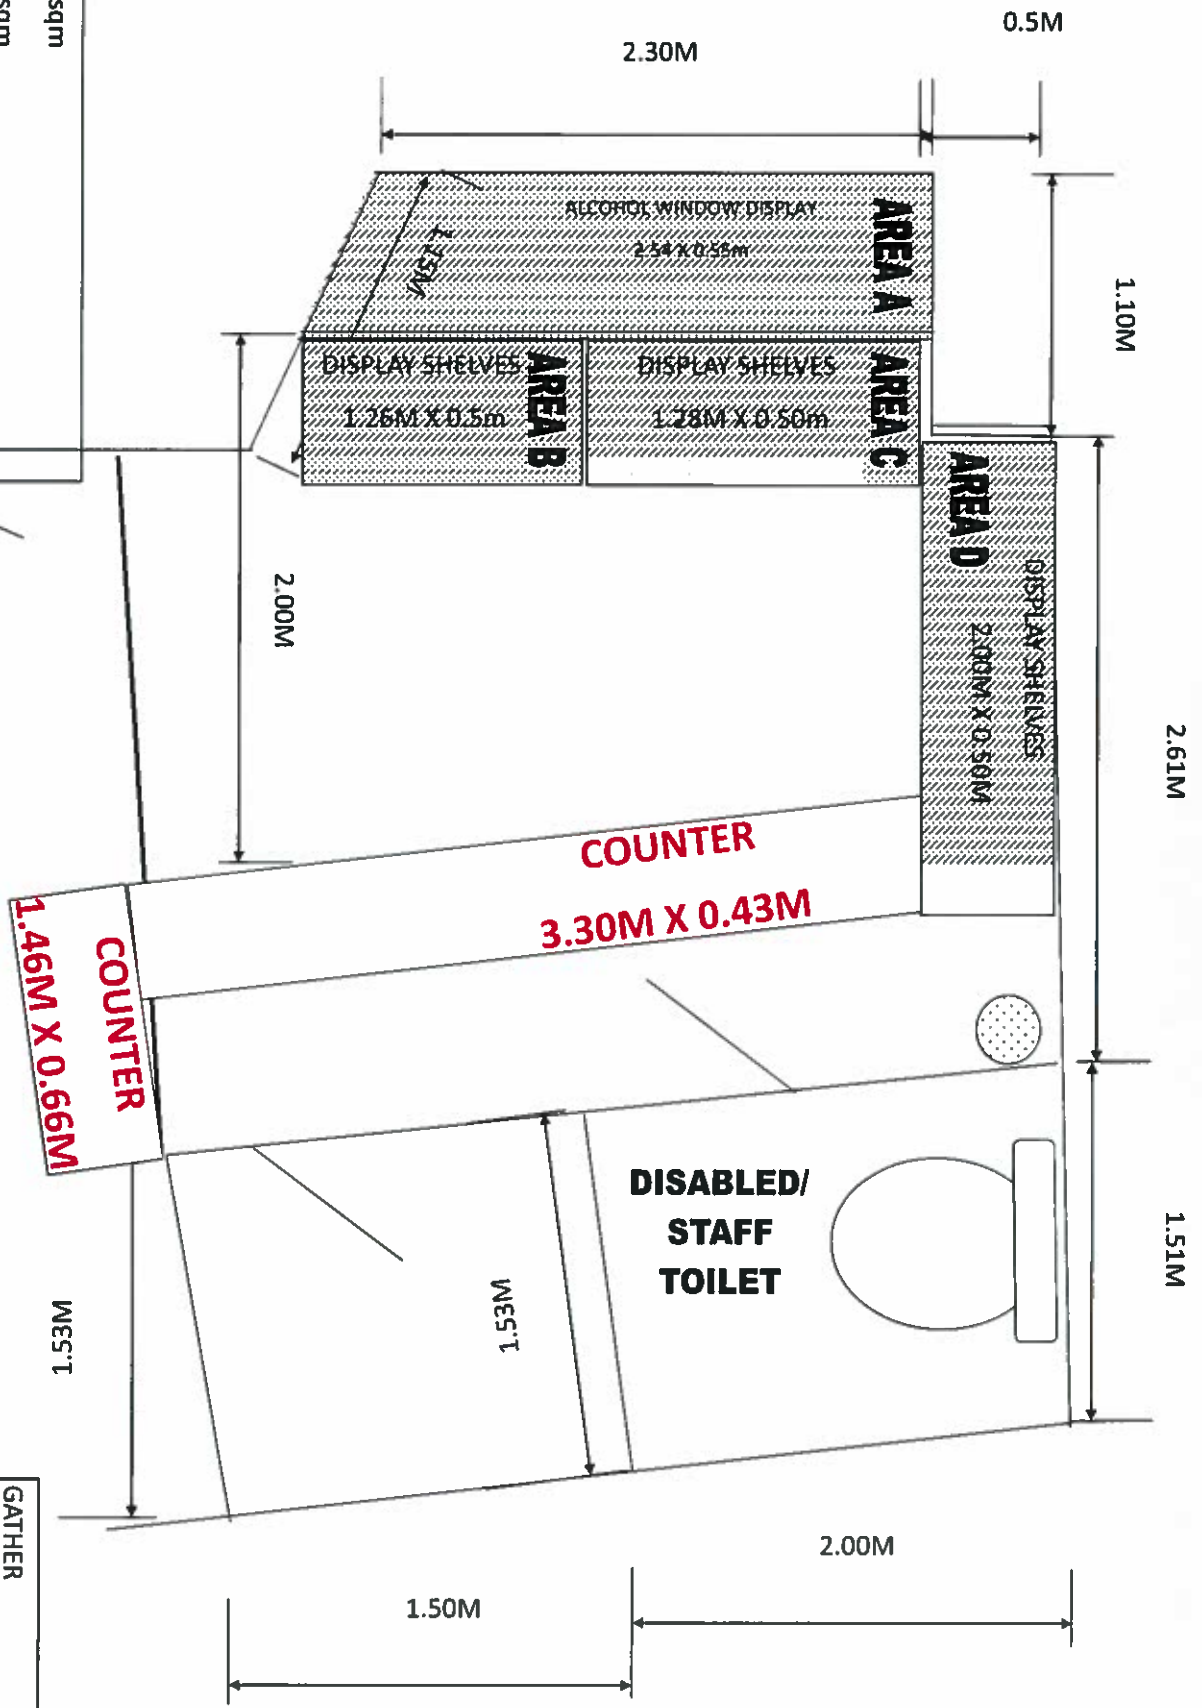 sqm
sqm
0.5M
2.30M
1.10M
ALCOHOL WINDOW DISPLAY
2.54 X 0.55m
AREA A
1.15M
DISPLAY SHELVES
1.26M X 0.5m
AREA B
DISPLAY SHELVES
1.28M X 0.50m
AREA C
AREA D
DISPLAY SHELVES
2.00M X 0.50M
2.00M
2.61M
COUNTER
3.30M X 0.43M
COUNTER
1.46M X 0.66M
DISABLED/
STAFF
TOILET
1.51M
1.53M
1.53M
2.00M
1.50M
GATHER